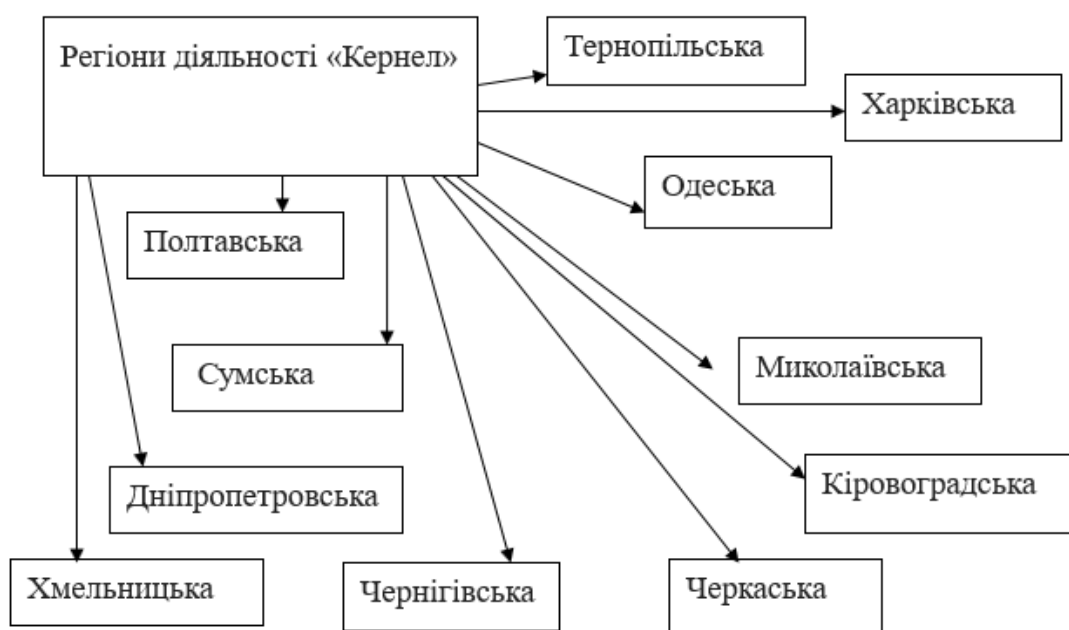 Регіони діяльності «Кернел»
Тернопільська
Харківська
Одеська
Полтавська
Сумська
Миколаївська
Дніпропетровська
Кіровоградська
Хмельницька
Чернігівська
Черкаська